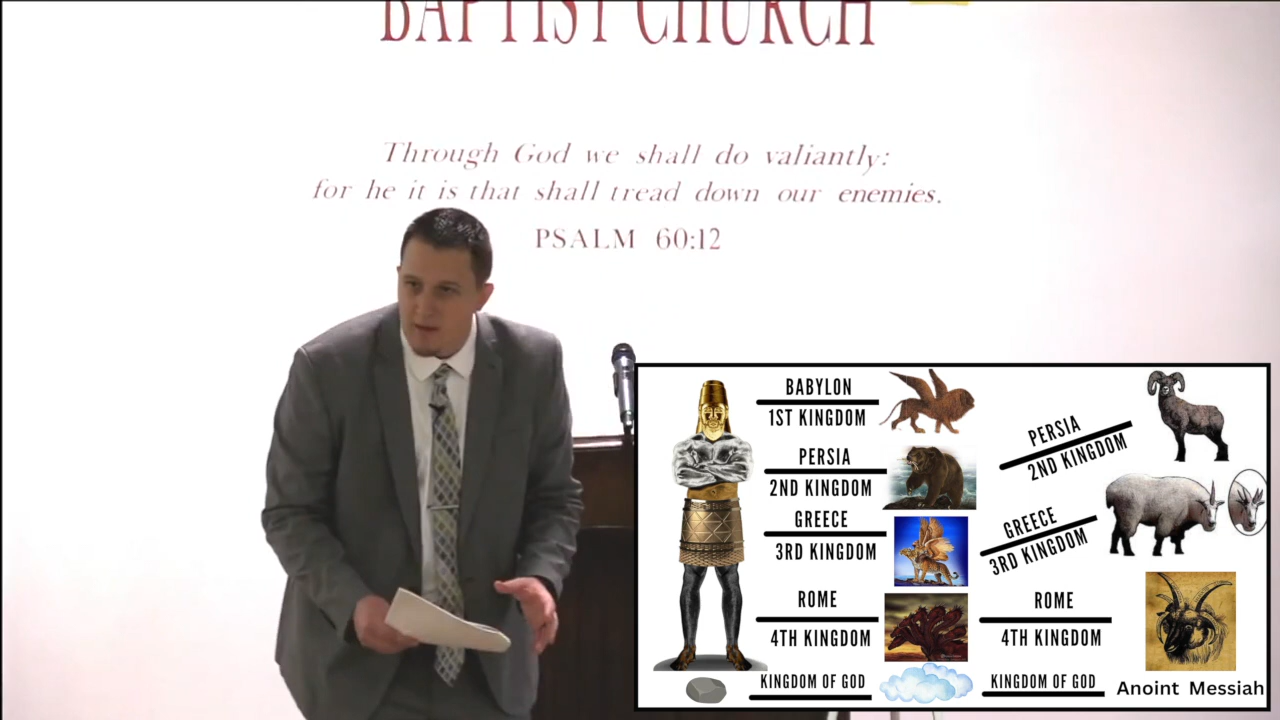 BAPTIST CHURCH
Through God we shall do valiantly:
for he it is that shall tread down our enemies.
PSALM 60:12
BABYLON
1ST KINGDOM
PERSIA
2ND KINGDOM
GREECE
3RD KINGDOM
ROME
4TH KINGDOM
KINGDOM OF GOD
PERSIA
2ND KINGDOM
GREECE
3RD KINGDOM
ROME
4TH KINGDOM
KINGDOM OF GOD
Anoint Messiah